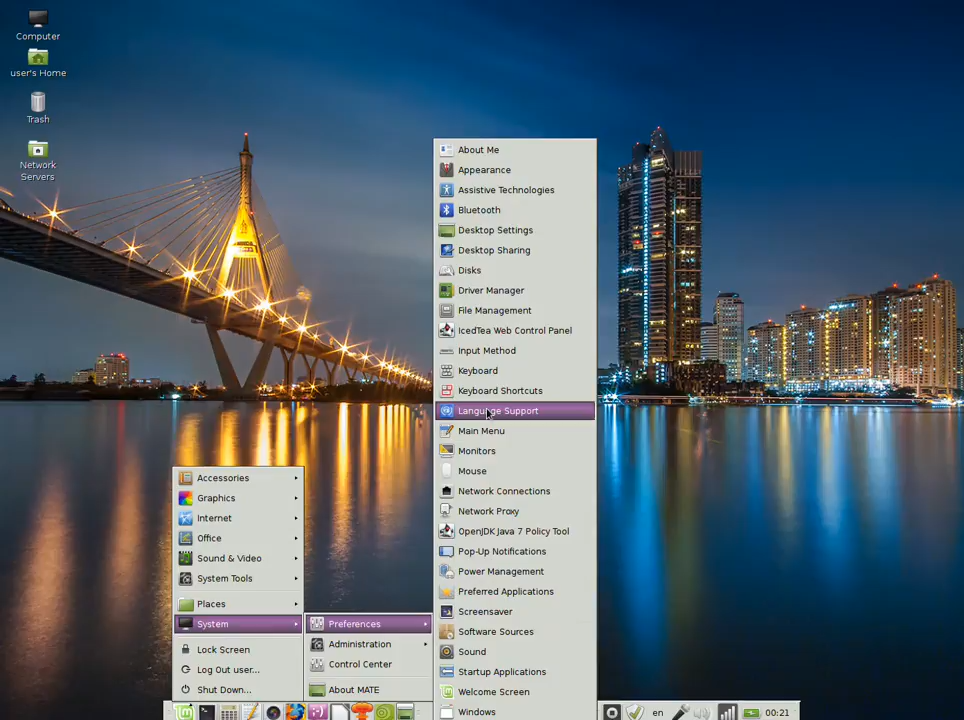 Computer
user's Home
Trash
Network
Servers
About Me
Appearance
Assistive Technologies
Bluetooth
Desktop Settings
Desktop Sharing
Disks
Driver Manager
File Management
IcedTea Web Control Panel
Input Method
Keyboard
Keyboard Shortcuts
Language Support
Main Menu
Monitors
Mouse
Network Connections
Network Proxy
OpenJDK Java 7 Policy Tool
Pop-Up Notifications
Power Management
Preferred Applications
Screensaver
Software Sources
Sound
Startup Applications
Welcome Screen
Windows
Accessories
Graphics
Internet
Office
Sound & Video
System Tools
Places
System
Lock Screen
Log Out user...
Shut Down...
Preferences
Administration
Control Center
About MATE
en
00:21